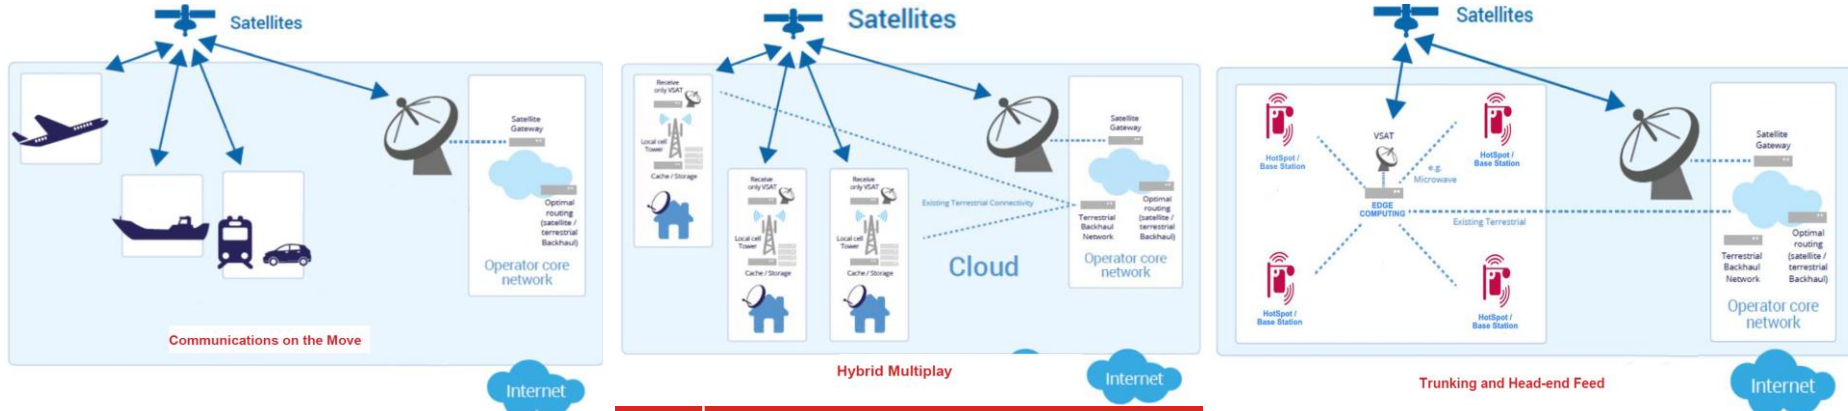 Satellites
Satellite
Gateway
Optimal
routing
(satellite /
terrestrial
Backhaul)
Operator core
network
Communications on the Move
Internet
Satellites
Receive
only VSAT
Local cell
Tower
Cache / Storage
Receive
only VSAT
Local cell
Tower
Cache / Storage
Receive
only VSAT
Local cell
Tower
Cache / Storage
Existing Terrestrial Connectivity
Cloud
Satellite
Gateway
Terrestrial
Backhaul
Network
Optimal
routing
(satellite /
terrestrial
Backhaul)
Operator core
network
Hybrid Multiplay
Internet
Satellites
HotSpot /
Base Station
VSAT
HotSpot /
Base Station
e.g.
Microwave
EDGE
COMPUTING
Existing Terrestrial
HotSpot /
Base Station
HotSpot /
Base Station
Satellite
Gateway
Terrestrial
Backhaul
Network
Optimal
routing
(satellite /
terrestrial
Backhaul)
Operator core
network
Trunking and Head-end Feed
Internet